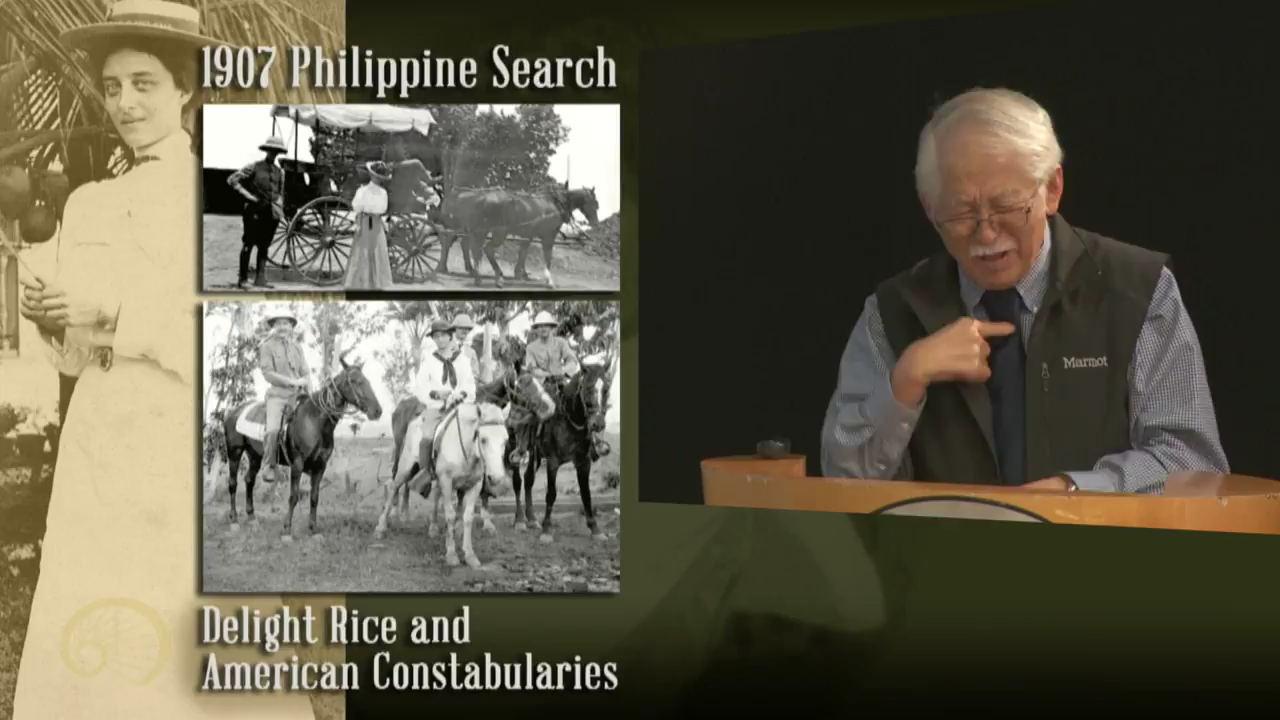 1907 Philippine Search
Marmot
Delight Rice and
American Constabularies